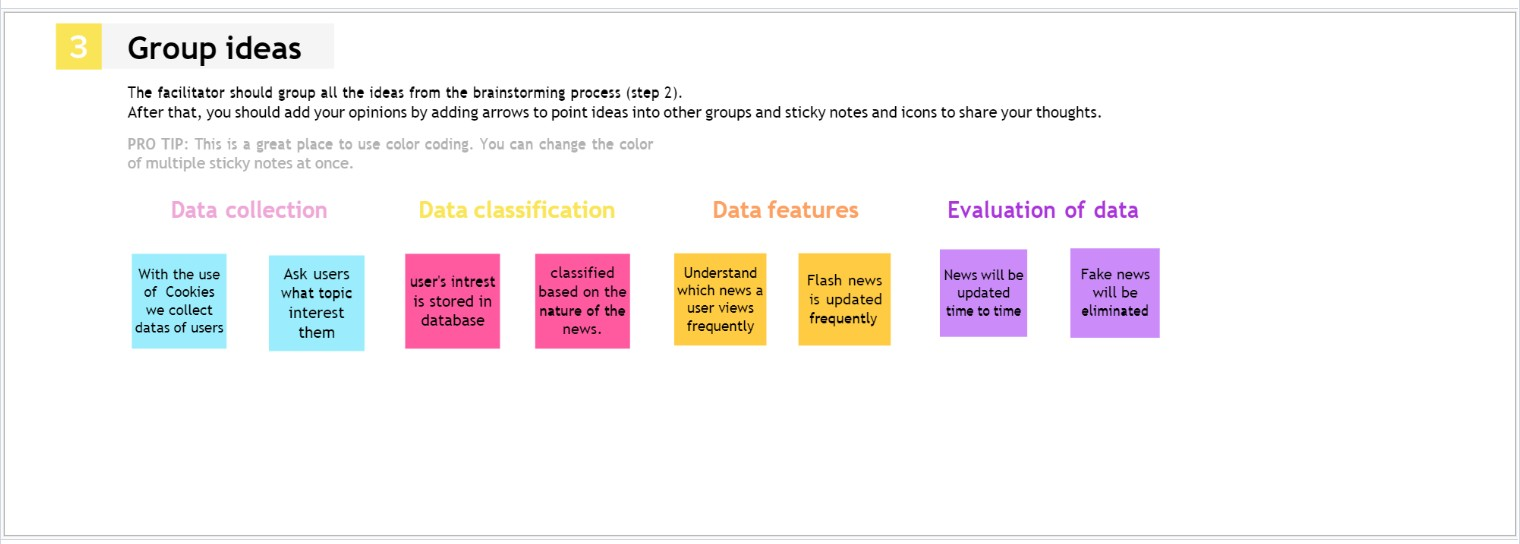 3 Group ideas
The facilitator should group all the ideas from the brainstorming process (step 2).
After that, you should add your opinions by adding arrows to point ideas into other groups and sticky notes and icons to share your thoughts.
PRO TIP: This is a great place to use color coding. You can change the color
of multiple sticky notes at once.
Data collection
With the use
of Cookies
we collect
datas of users
Ask users
what topic
interest
them
Data classification
user's intrest
is stored in
database
classified
based on the
nature of the
news.
Data features
Understand
which news a
user views
frequently
Flash news
is updated
frequently
Evaluation of data
News will be
updated
time to time
Fake news
will be
eliminated